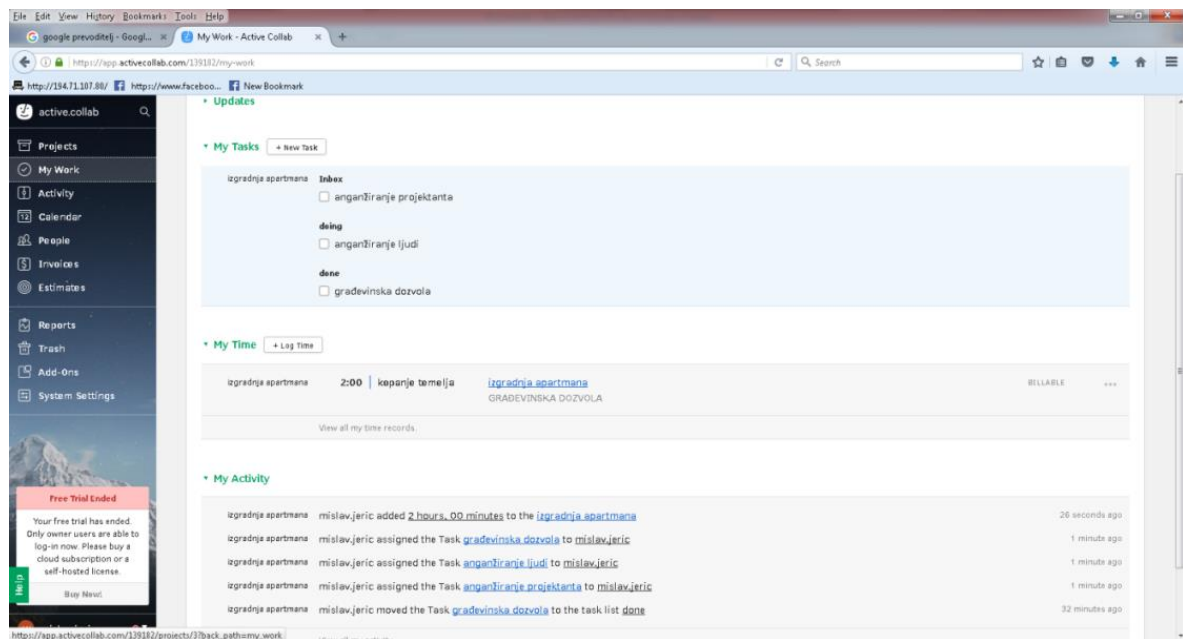 File Edit View History Bookmarks Tools Help
google prevoditelj - Googl... × My Work - Active Collab × +
https://app.activecollab.com/139182/my-work Search
http://194.71.107.80/ https://www.faceboo... New Bookmark
active.collab
Projects
My Work
Activity
Calendar
People
Invoices
Estimates
Reports
Trash
Add-Ons
System Settings
Free Trial Ended
Your free trial has ended.
Only owner users are able to
log-in now. Please buy a
cloud subscription or a
self-hosted license.
Buy Now!
Help
Updates
My Tasks + New Task
izgradnja apartmana Inbox
anganžiranje projektanta
doing
anganžiranje ljudi
done
građevinska dozvola
My Time + Log Time
izgradnja apartmana 2:00 kopanje temelja izgradnja apartmana BILLABLE ...
GRAĐEVINSKA DOZVOLA
View all my time records.
My Activity
izgradnja apartmana mislav.jeric added 2 hours, 00 minutes to the izgradnja apartmana 26 seconds ago
izgradnja apartmana mislav.jeric assigned the Task građevinska dozvola to mislav.jeric 1 minute ago
izgradnja apartmana mislav.jeric assigned the Task anganžiranje ljudi to mislav.jeric 1 minute ago
izgradnja apartmana mislav.jeric assigned the Task anganžiranje projektanta to mislav.jeric 1 minute ago
izgradnja apartmana mislav.jeric moved the Task građevinska dozvola to the task list done 32 minutes ago
https://app.activecollab.com/139182/projects/3?back_path=my_work